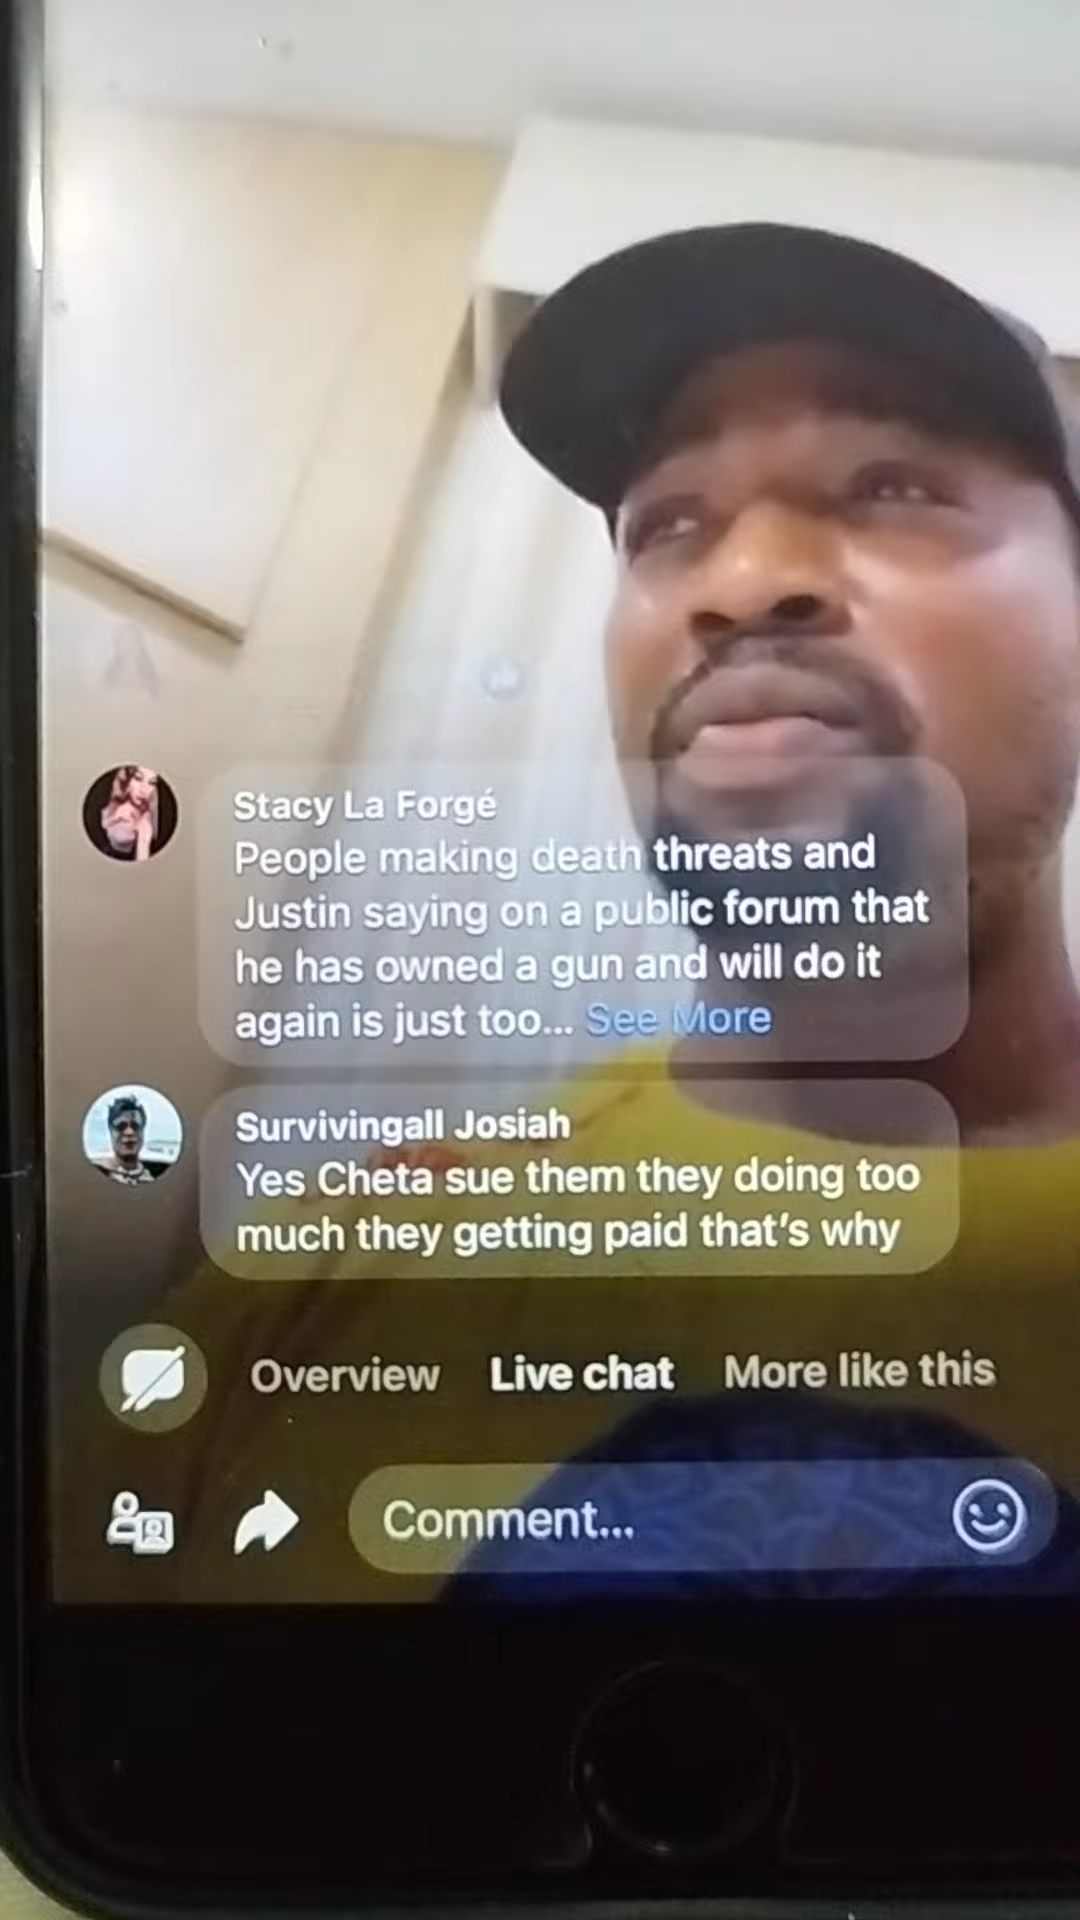 Stacy La Forgé
People making death threats and
Justin saying on a public forum that
he has owned a gun and will do it
again is just too... See More
Survivingall Josiah
Yes Cheta sue them they doing too
much they getting paid that's why
Overview Live chat More like this
Comment...